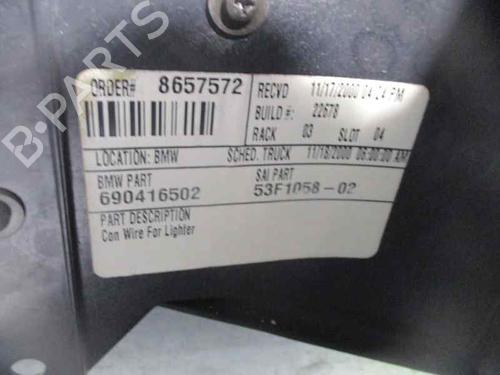 B-PARTS
ORDER# 8657572 RECVD 11/17/2000 04:24 PM
BUILD #: 22678
RACK 03 SLOT 04
LOCATION: BMW SCHED. TRUCK 11/18/2000 06:00:00 AM
BMW PART SAI PART
690416502 53F1058-02
PART DESCRIPTION
Con Wire For Lighter